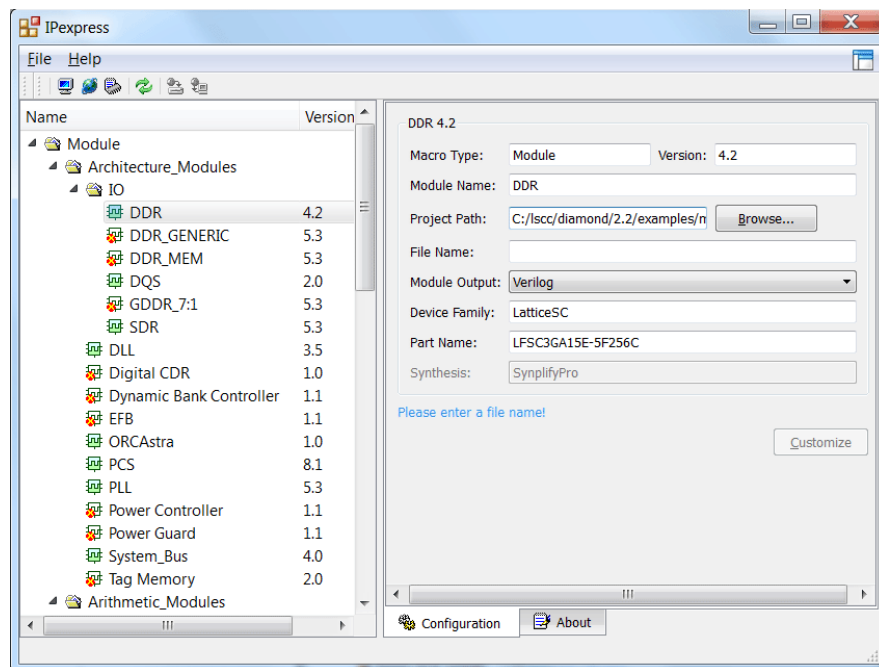 IPexpress
File Help
Name Version
Module
Architecture_Modules
IO
DDR 4.2
DDR_GENERIC 5.3
DDR_MEM 5.3
DQS 2.0
GDDR_7:1 5.3
SDR 5.3
DLL 3.5
Digital CDR 1.0
Dynamic Bank Controller 1.1
EFB 1.1
ORCAstra 1.0
PCS 8.1
PLL 5.3
Power Controller 1.1
Power Guard 1.1
System_Bus 4.0
Tag Memory 2.0
Arithmetic_Modules
DDR 4.2
Macro Type: Module Version: 4.2
Module Name: DDR
Project Path: C:/lscc/diamond/2.2/examples/n Browse...
File Name:
Module Output: Verilog
Device Family: LatticeSC
Part Name: LFSC3GA15E-5F256C
Synthesis: SynplifyPro
Please enter a file name!
Customize
Configuration About